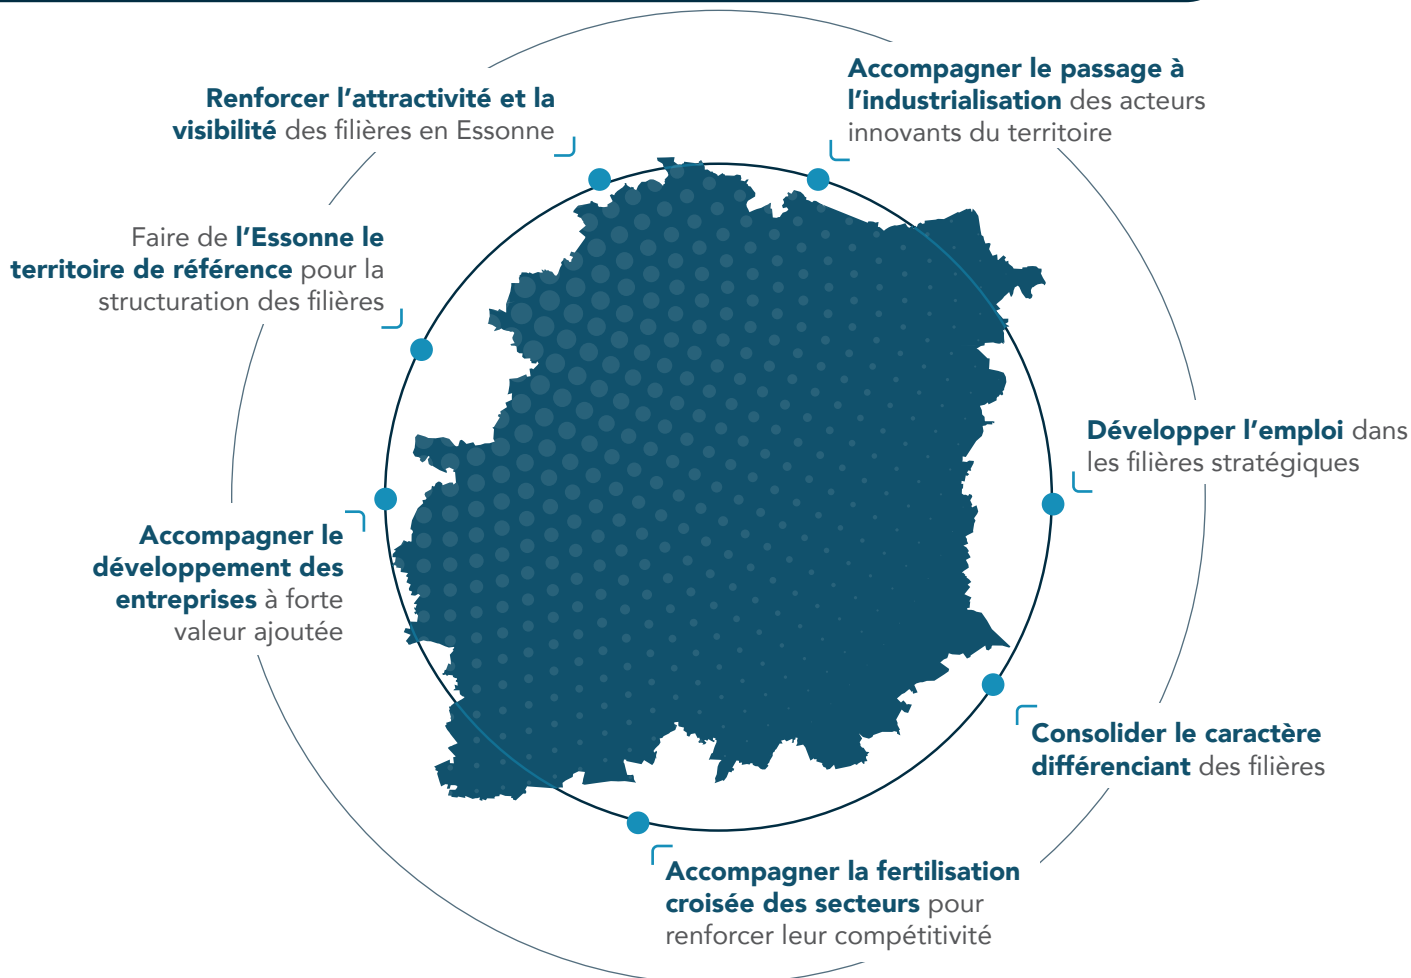 Renforcer l’attractivité et la
visibilité des filières en Essonne
Accompagner le passage à
l’industrialisation des acteurs
innovants du territoire
Faire de l’Essonne le
territoire de référence pour la
structuration des filières
Développer l’emploi dans
les filières stratégiques
Accompagner le
développement des
entreprises à forte
valeur ajoutée
Consolider le caractère
différenciant des filières
Accompagner la fertilisation
croisée des secteurs pour
renforcer leur compétitivité